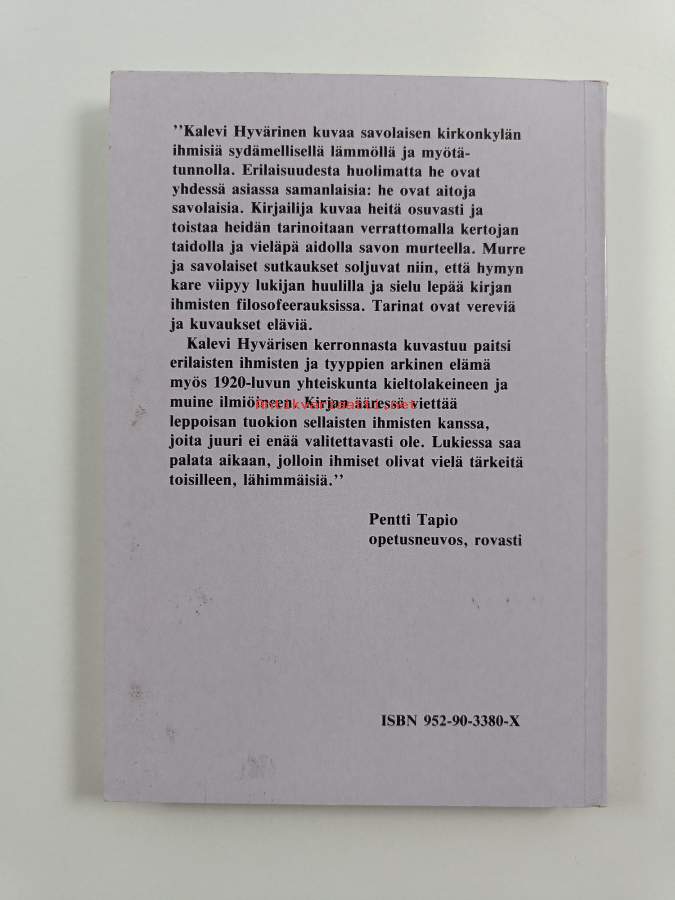 ”Kalevi Hyvärinen kuvaa savolaisen kirkonkylän
ihmisiä sydämellisellä lämmöllä ja myötä-
tunnolla. Erilaisuudesta huolimatta he ovat
yhdessä asiassa samanlaisia: he ovat aitoja
savolaisia. Kirjailija kuvaa heitä osuvasti ja
toistaa heidän tarinoitaan verrattomalla kertojan
taidolla ja vieläpä aidolla savon murteella. Murre
ja savolaiset sutkaukset soljuvat niin, että hymyn
kare viipyy lukijan huulilla ja sielu lepää kirjan
ihmisten filosofeerauksissa. Tarinat ovat vereviä
ja kuvaukset eläviä.
Kalevi Hyvärisen kerronnasta kuvastuu paitsi
erilaisten ihmisten ja tyyppien arkinen elämä
myös 1920-luvun yhteiskunta kieltolakeineen ja
muine ilmiöineen. Kirjan ääressä viettää
leppoisan tuokion sellaisten ihmisten kanssa,
joita juuri ei enää valitettavasti ole. Lukiessa saa
palata aikaan, jolloin ihmiset olivat vielä tärkeitä
toisilleen, lähimmäisiä.”
Pentti Tapio
opetusneuvos, rovasti
ISBN 952-90-3380-X